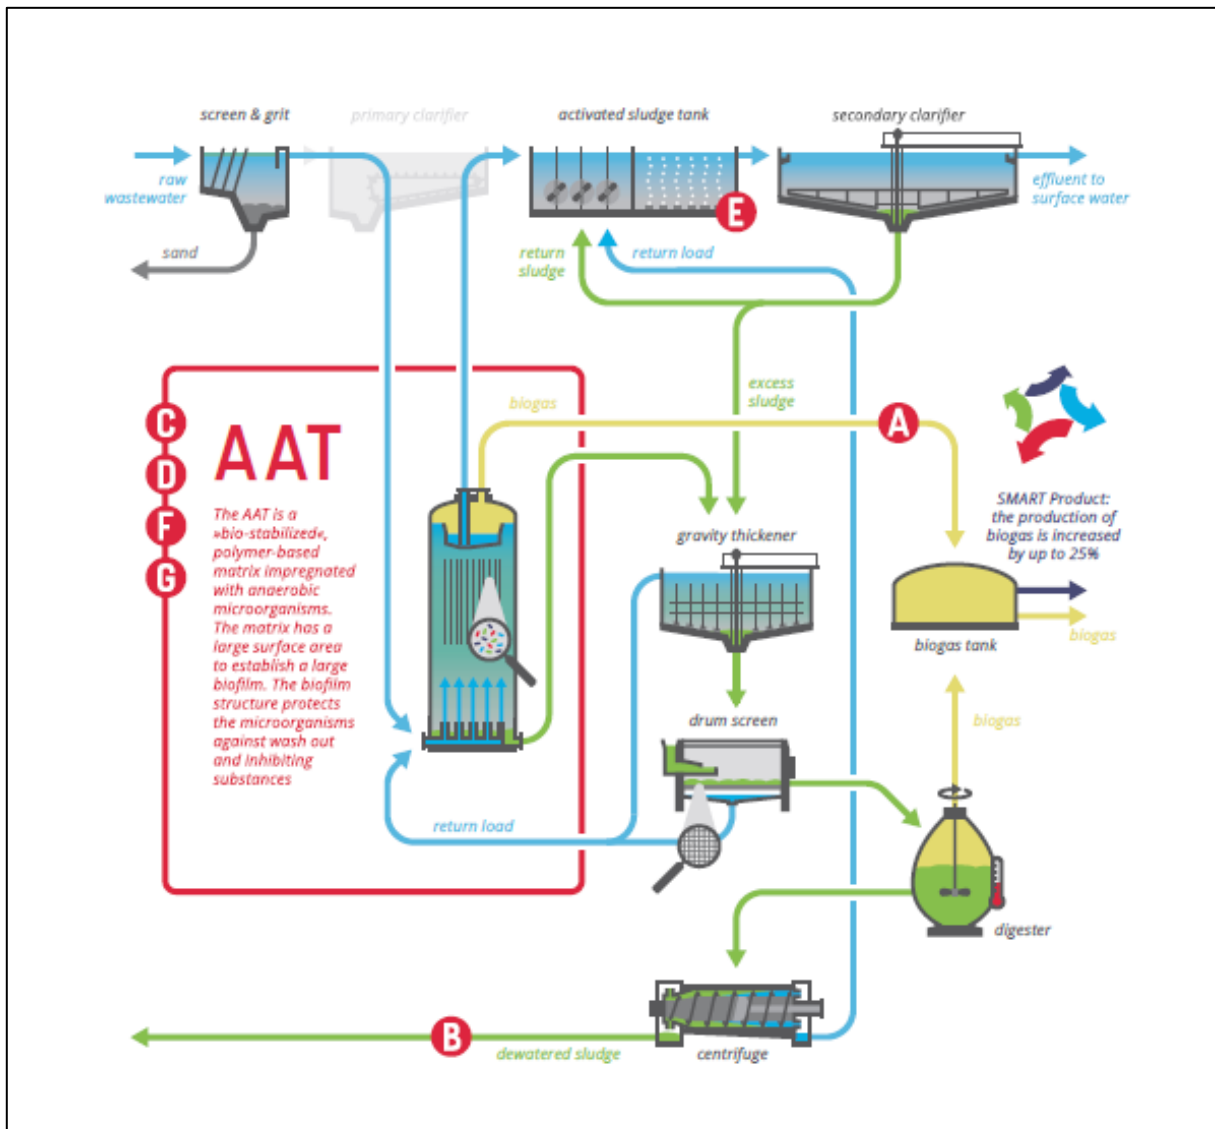 screen & grit
primary clarifier
activated sludge tank
secondary clarifier
raw
wastewater
effluent to
surface water
E
sand
return
sludge
return load
excess
sludge
biogas
A
C
D
F
G
AAT
The AAT is a
»bio-stabilized«,
polymer-based
matrix impregnated
with anaerobic
microorganisms.
The matrix has a
large surface area
to establish a large
biofilm. The biofilm
structure protects
the microorganisms
against wash out
and inhibiting
substances
SMART Product:
the production of
biogas is increased
by up to 25%
gravity thickener
biogas tank
biogas
drum screen
biogas
return load
digester
B
dewatered sludge
centrifuge